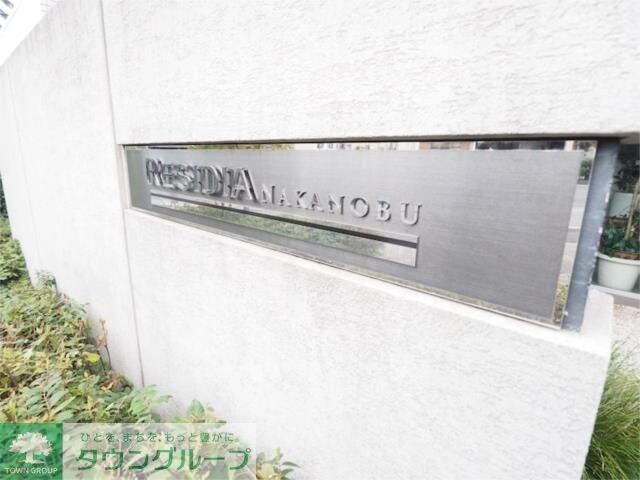 RESIDIA NAKANOBU
ひとを、まちを、もっと豊かに
タウングループ
TOWN GROUP